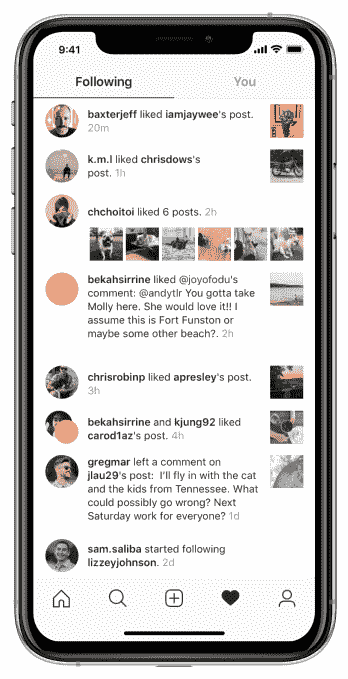 9:41
Following You
baxterjeff liked iamjaywee's post.
20m
k.m.l liked chrisdows's
post. 1h
chchoitoi liked 6 posts. 2h
bekahsirrine liked @joyofodu's
comment: @andytlr You gotta take
Molly here. She would love it!! I
assume this is Fort Funston or
maybe some other beach?. 2h
chrisrobinp liked apresley's post.
3h
bekahsirrine and kjung92 liked
carod1az's post. 4h
gregmar left a comment on
jlau29's post: I'll fly in with the cat
and the kids from Tennessee. What
could possibly go wrong? Next
Saturday work for everyone? 1d
sam.saliba started following
lizzeyjohnson. 2d